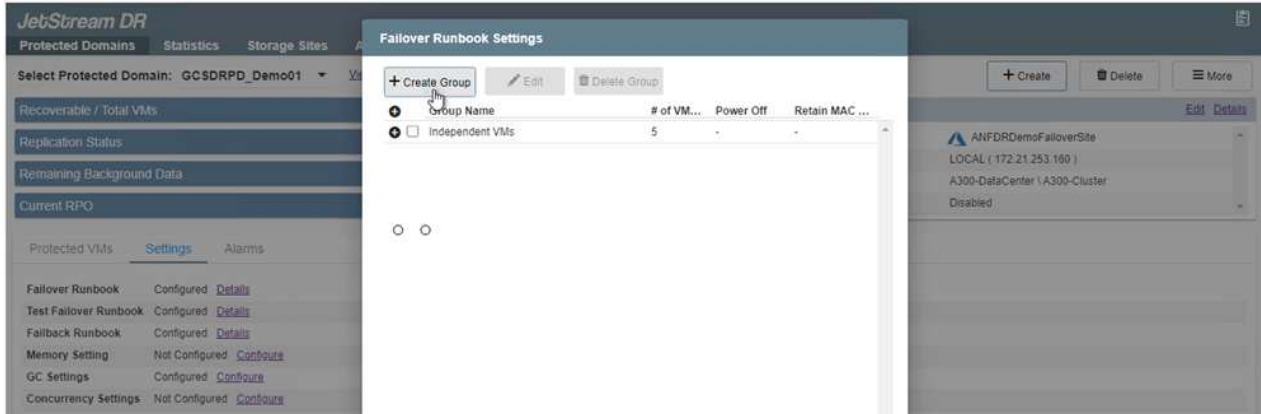 JetStream DR
Protected Domains Statistics Storage Sites A
Select Protected Domain: GCSDRPD_Demo01
+ Create Delete More
Recoverable / Total VMs
Edit Details
Replication Status
ANFDRDemoFailoverSite
LOCAL ( 172.21.253.160 )
Remaining Background Data
A300-DataCenter \ A300-Cluster
Current RPO
Disabled
Protected VMs Settings Alarms
Failover Runbook Configured Details
Test Failover Runbook Configured Details
Failback Runbook Configured Details
Memory Setting Not Configured Configure
GC Settings Configured Configure
Concurrency Settings Not Configured Configure
Failover Runbook Settings
+ Create Group Edit Delete Group
Group Name # of VM... Power Off Retain MAC ...
Independent VMs 5 - -